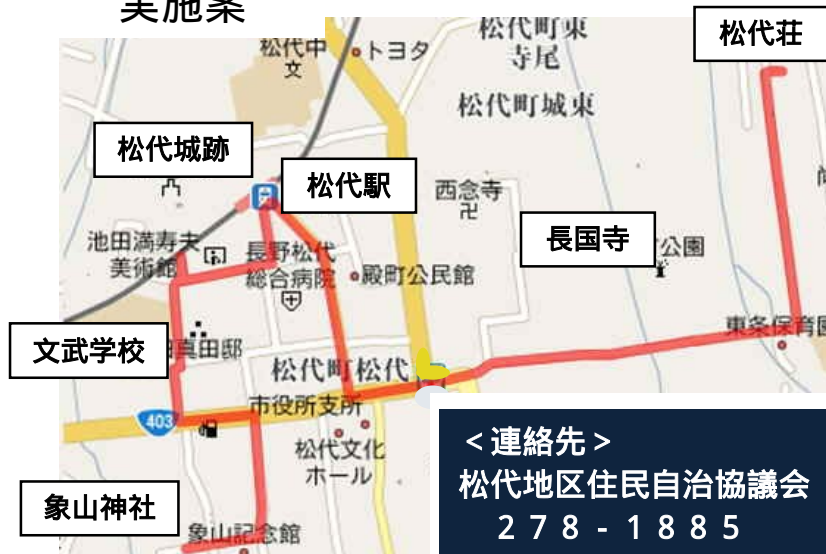 実施案
松代荘
松代中
文
トヨタ
松代町東
寺尾
松代町城東
松代城跡
松代駅
西念寺
卍
長国寺
公園
池田満寿夫
美術館
長野松代
総合病院
殿町公民館
文武学校
真田邸
東条保育園
松代町松代
403
市役所支所
松代文化
ホール
象山神社
象山記念館
<連絡先>
松代地区住民自治協議会
278-1885